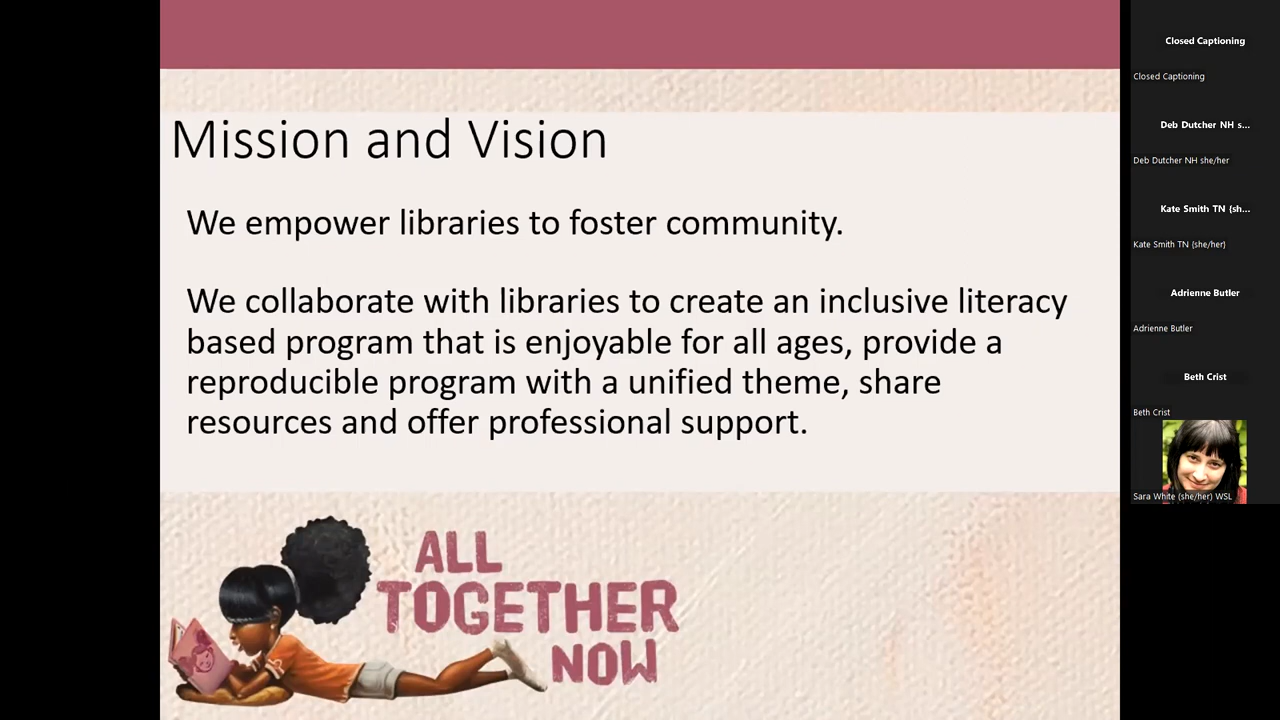 Mission and Vision
We empower libraries to foster community.
We collaborate with libraries to create an inclusive literacy
based program that is enjoyable for all ages, provide a
reproducible program with a unified theme, share
resources and offer professional support.
ALL
TOGETHER
NOW
Closed Captioning
Closed Captioning
Deb Dutcher NH s...
Deb Dutcher NH she/her
Kate Smith TN (sh...
Kate Smith TN (she/her)
Adrienne Butler
Adrienne Butler
Beth Crist
Beth Crist
Sara White (she/her) WSL